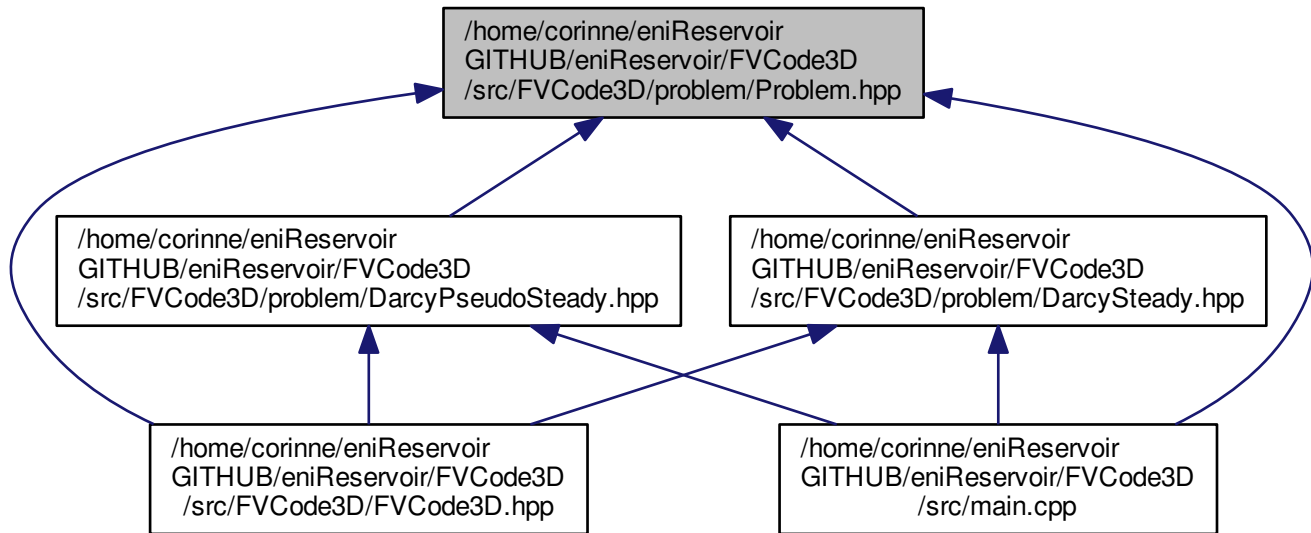 /home/corinne/eniReservoir
GITHUB/eniReservoir/FVCode3D
/src/FVCode3D/problem/Problem.hpp
/home/corinne/eniReservoir
GITHUB/eniReservoir/FVCode3D
/src/FVCode3D/problem/DarcyPseudoSteady.hpp
/home/corinne/eniReservoir
GITHUB/eniReservoir/FVCode3D
/src/FVCode3D/problem/DarcySteady.hpp
/home/corinne/eniReservoir
GITHUB/eniReservoir/FVCode3D
/src/FVCode3D/FVCode3D.hpp
/home/corinne/eniReservoir
GITHUB/eniReservoir/FVCode3D
/src/main.cpp